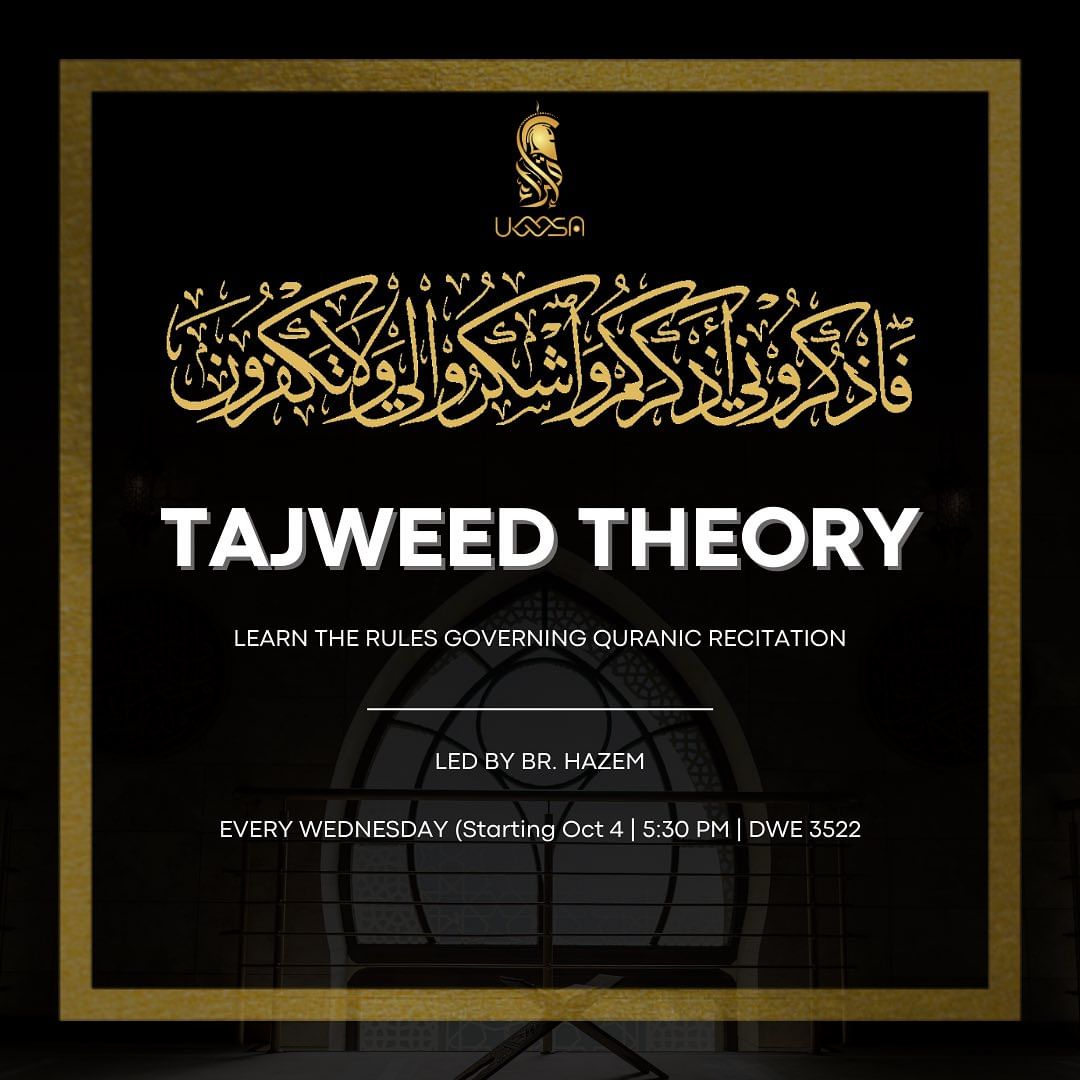 UWMSA
فَاذْكُرُونِي أَذْكُرْكُمْ وَاشْكُرُوا لِي وَلَا تَكْفُرُونِ
TAJWEED THEORY
LEARN THE RULES GOVERNING QURANIC RECITATION
LED BY BR. HAZEM
EVERY WEDNESDAY (Starting Oct 4 | 5:30 PM | DWE 3522